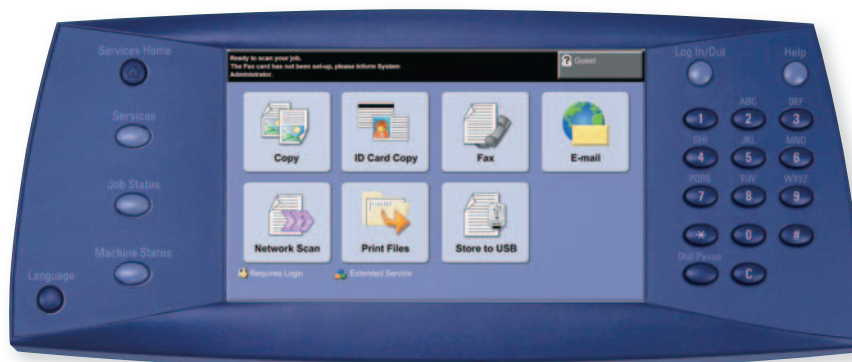 Services Home
Services
Job Status
Machine Status
Language
Ready to scan your job.
The Fax card has not been set-up, please Inform System
Administrator.
? Guest
Copy
ID Card Copy
Fax
E-mail
Network Scan
Print Files
Store to USB
Requires Login
Extended Service
Log In/Out
Help
ABC
DEF
1
2
3
GHI
JKL
MNO
4
5
6
PQRS
TUV
WXYZ
7
8
9
*
0
#
Dial Pause
C